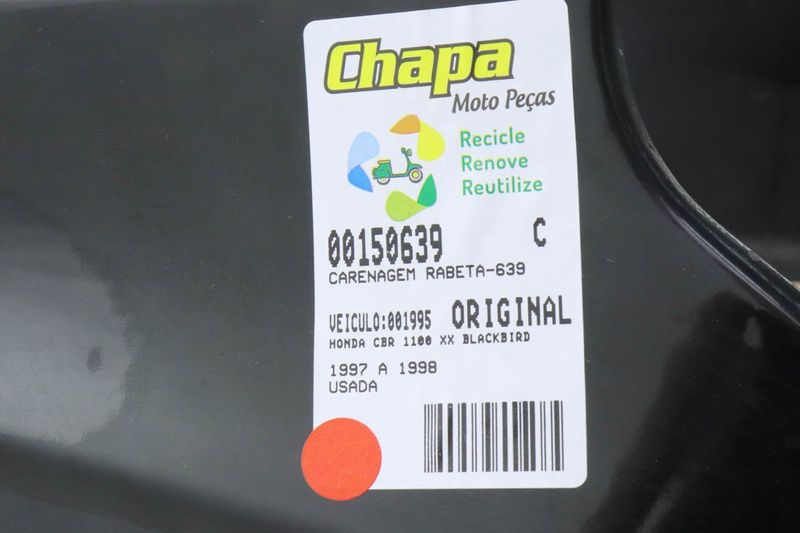 Chapa
Moto Peças
Recicle
Renove
Reutilize
00150639 C
CARENAGEM RABETA-639
VEICULO:001995 ORIGINAL
HONDA CBR 1100 XX BLACKBIRD
1997 A 1998
USADA